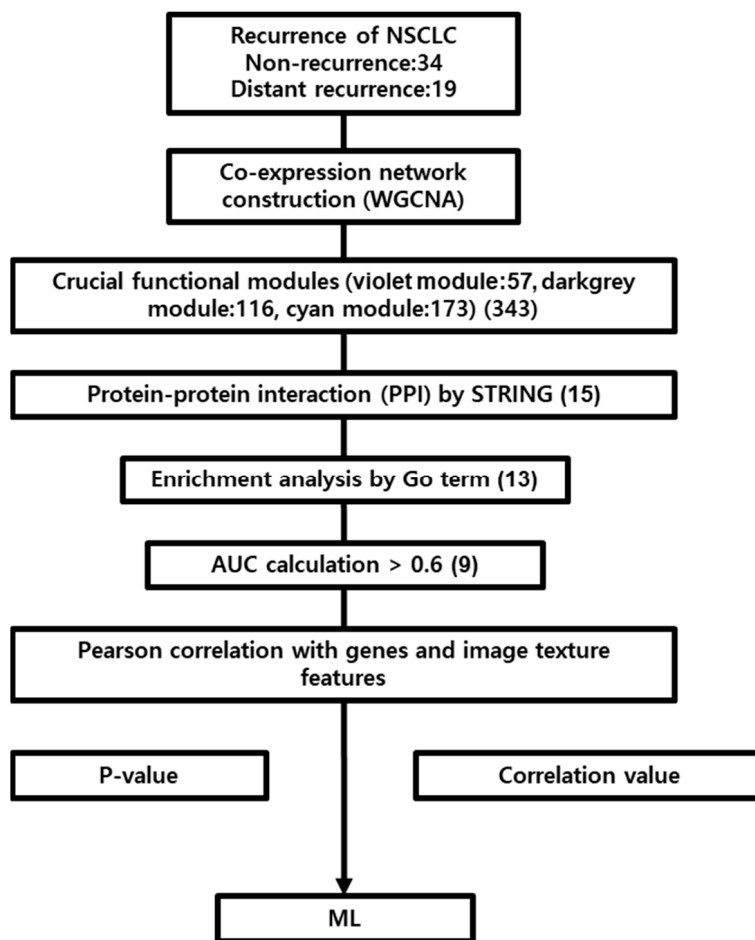 Recurrence of NSCLC
Non-recurrence:34
Distant recurrence:19
Co-expression network
construction (WGCNA)
Crucial functional modules (violet module:57, darkgrey
module:116, cyan module:173) (343)
Protein-protein interaction (PPI) by STRING (15)
Enrichment analysis by Go term (13)
AUC calculation > 0.6 (9)
Pearson correlation with genes and image texture
features
P-value
Correlation value
ML